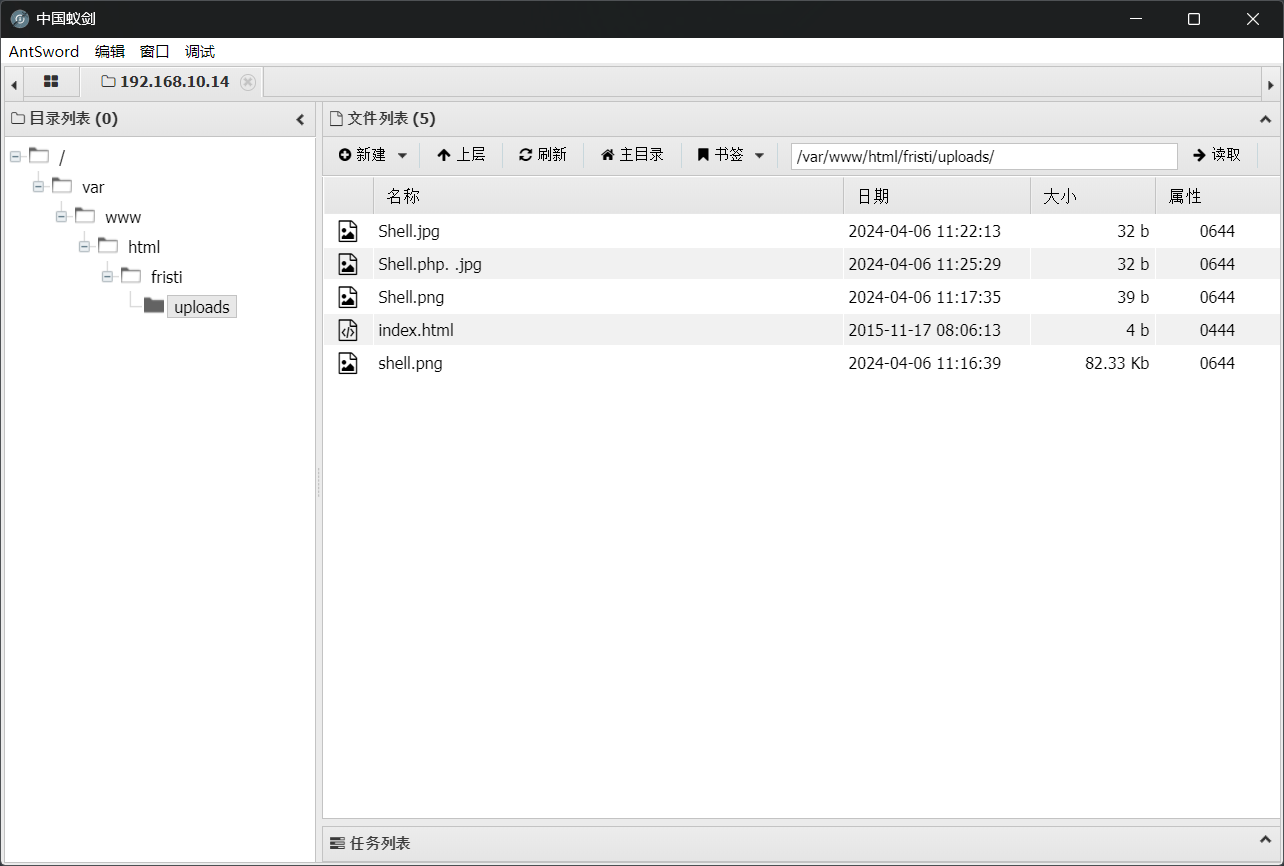 中国蚁剑
AntSword 编辑 窗口 调试
192.168.10.14
目录列表 (0)
/
var
www
html
fristi
uploads
文件列表 (5)
新建 上层 刷新 主目录 书签 /var/www/html/fristi/uploads/ 读取
名称 日期 大小 属性
Shell.jpg 2024-04-06 11:22:13 32 b 0644
Shell.php. .jpg 2024-04-06 11:25:29 32 b 0644
Shell.png 2024-04-06 11:17:35 39 b 0644
index.html 2015-11-17 08:06:13 4 b 0444
shell.png 2024-04-06 11:16:39 82.33 Kb 0644
任务列表